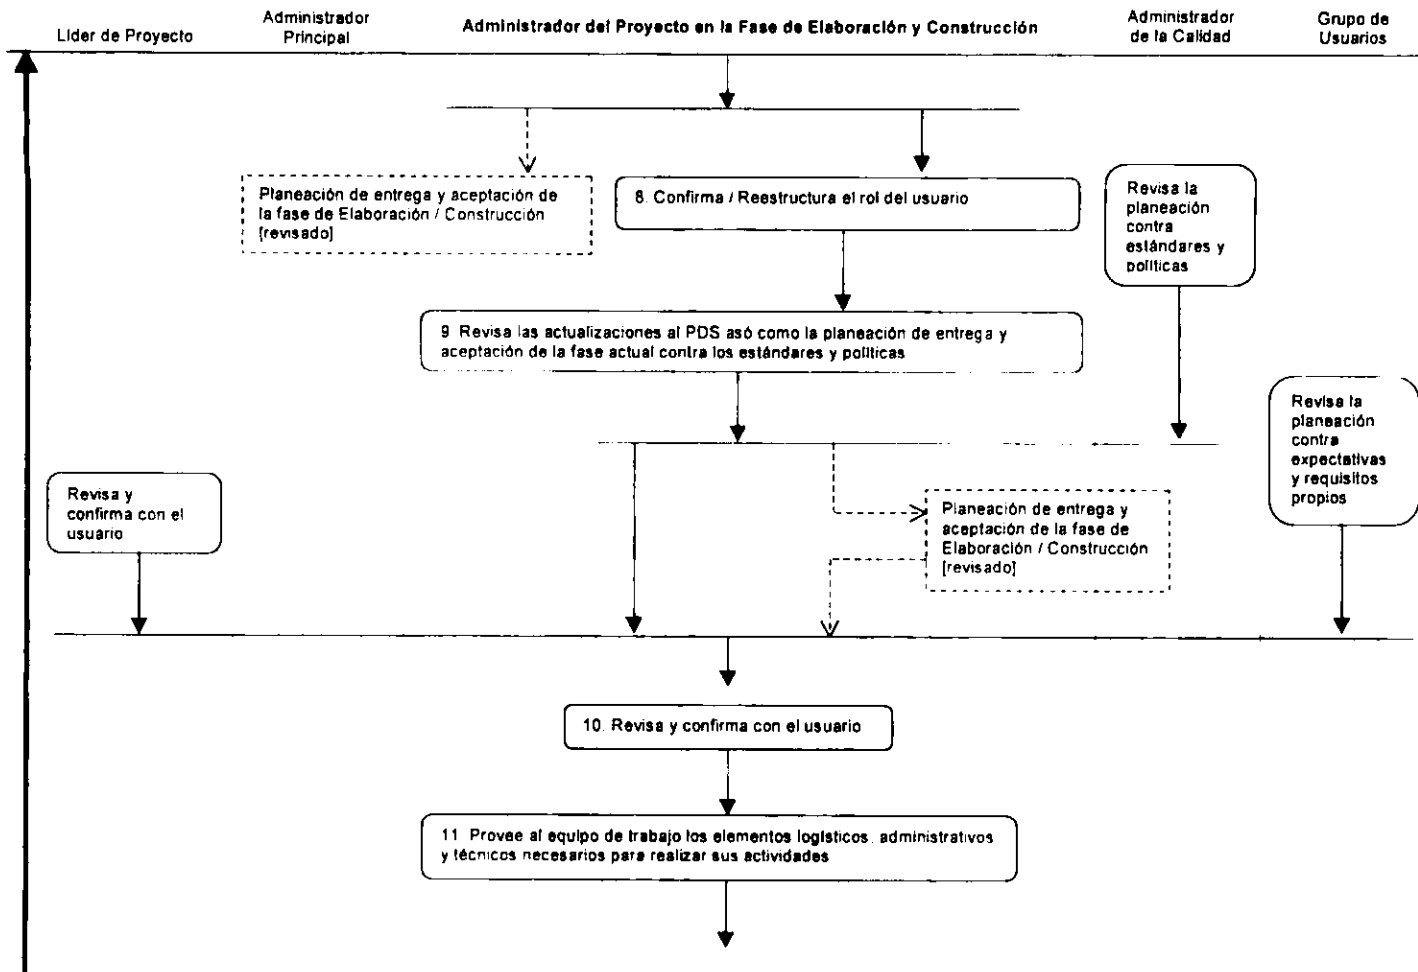 Líder de Proyecto
Administrador
Principal
Administrador del Proyecto en la Fase de Elaboración y Construcción
Administrador
de la Calidad
Grupo de
Usuarios
Planeación de entrega y aceptación de
la fase de Elaboración / Construcción
[revisado]
8. Confirma / Reestructura el rol del usuario
Revisa la
planeación
contra
estándares y
políticas
9 Revisa las actualizaciones al PDS asó como la planeación de entrega y
aceptación de la fase actual contra los estándares y políticas
Revisa la
planeación
contra
expectativas
y requisitos
propios
Revisa y
confirma con el
usuario
Planeación de entrega y
aceptación de la fase de
Elaboración / Construcción
[revisado]
10. Revisa y confirma con el usuario
11 Provee al equipo de trabajo los elementos logísticos, administrativos
y técnicos necesarios para realizar sus actividades